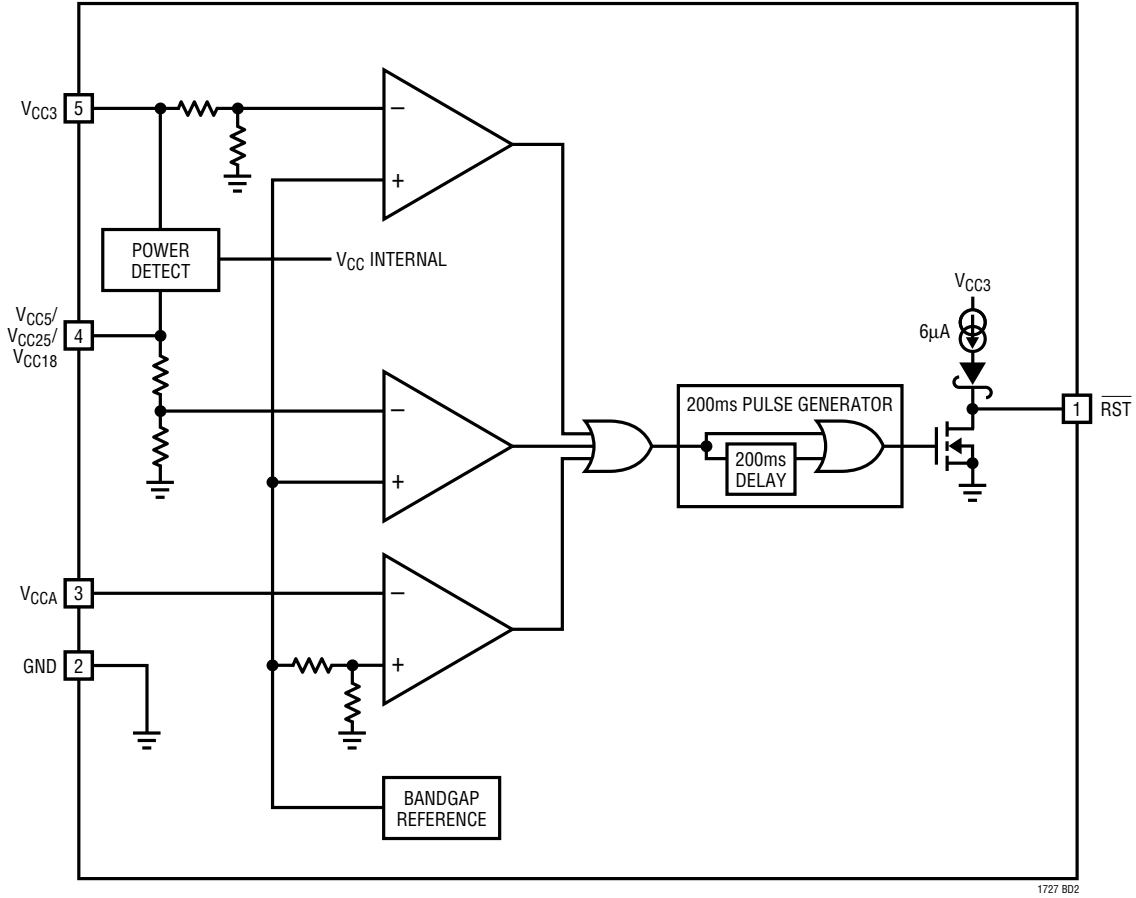 VCC3 5
−
+
POWER
DETECT
VCC INTERNAL
VCC5/
VCC25/
VCC18
4
−
+
VCC3
6µA
200ms PULSE GENERATOR
200ms
DELAY
1 RST
VCCA 3
−
+
GND 2
BANDGAP
REFERENCE
1727 BD2